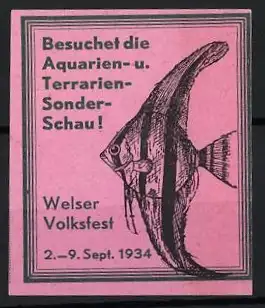 Besuchet die
Aquarien- u.
Terrarien-
Sonder-
Schau!
Welser
Volksfest
2.–9. Sept. 1934